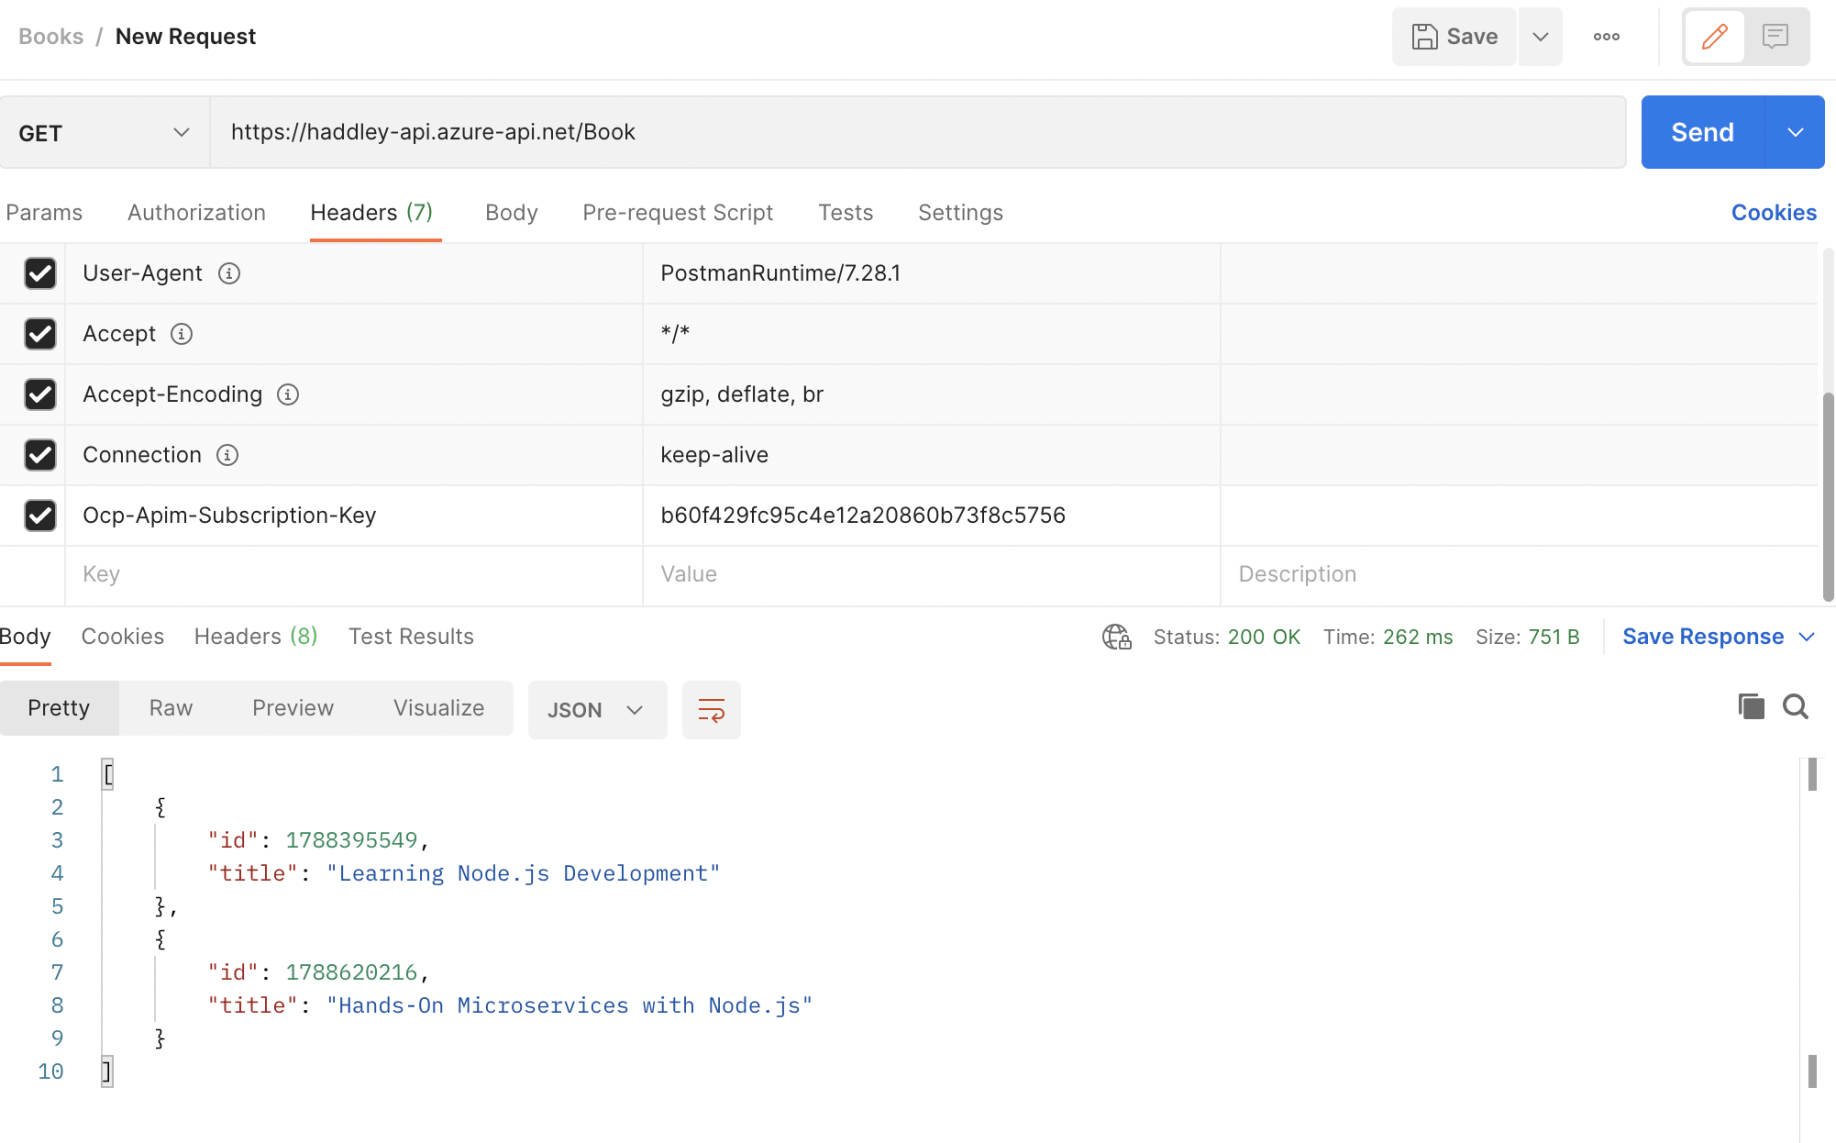 Books / New Request
Save
GET
https://haddley-api.azure-api.net/Book
Send
Params Authorization Headers (7) Body Pre-request Script Tests Settings Cookies
User-Agent PostmanRuntime/7.28.1
Accept */*
Accept-Encoding gzip, deflate, br
Connection keep-alive
Ocp-Apim-Subscription-Key b60f429fc95c4e12a20860b73f8c5756
Key Value Description
Body Cookies Headers (8) Test Results Status: 200 OK Time: 262 ms Size: 751 B Save Response
Pretty Raw Preview Visualize JSON
1 [
2 {
3 "id": 1788395549,
4 "title": "Learning Node.js Development"
5 },
6 {
7 "id": 1788620216,
8 "title": "Hands-On Microservices with Node.js"
9 }
10 ]